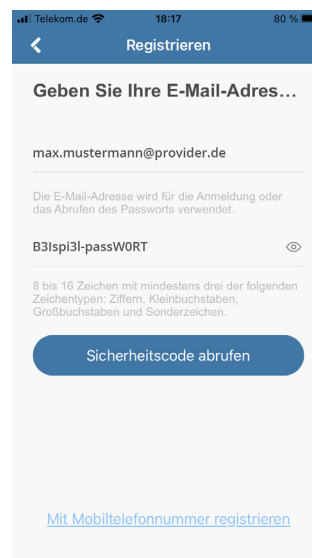 Telekom.de 18:17 80 %
Registrieren
Geben Sie Ihre E-Mail-Adres...
max.mustermann@provider.de
Die E-Mail-Adresse wird für die Anmeldung oder
das Abrufen des Passworts verwendet.
B3Ispi3l-passW0RT
8 bis 16 Zeichen mit mindestens drei der folgenden
Zeichentypen: Ziffern, Kleinbuchstaben,
Großbuchstaben und Sonderzeichen.
Sicherheitscode abrufen
Mit Mobiltelefonnummer registrieren